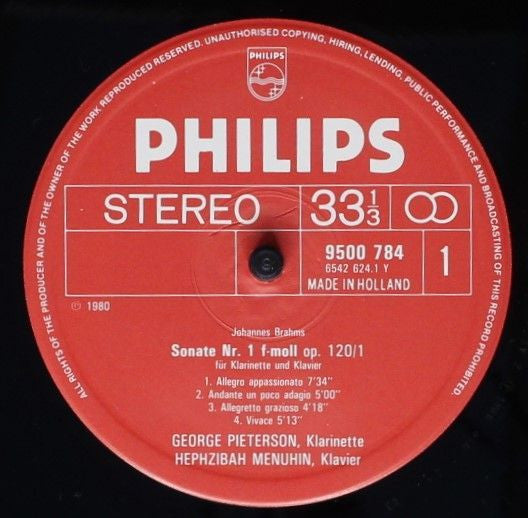 ALL RIGHTS OF THE PRODUCER AND OF THE OWNER OF THE WORK REPRODUCED RESERVED. UNAUTHORISED COPYING, HIRING, LENDING, PUBLIC PERFORMANCE AND BROADCASTING OF THIS RECORD PROHIBITED.
PHILIPS
PHILIPS
STEREO
33 1/3
9500 784
6542 624.1 Y
MADE IN HOLLAND
1
℗ 1980
Johannes Brahms
Sonate Nr. 1 f-moll op. 120/1
für Klarinette und Klavier
1. Allegro appassionato 7'34''
2. Andante un poco adagio 5'00''
3. Allegretto grazioso 4'18''
4. Vivace 5'13''
GEORGE PIETERSON, Klarinette
HEPHZIBAH MENUHIN, Klavier